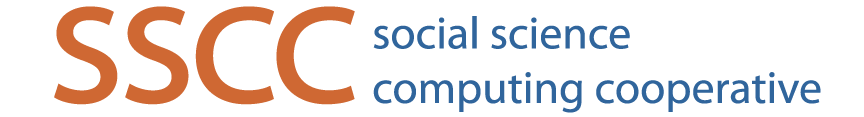 SSCC
social science
computing cooperative